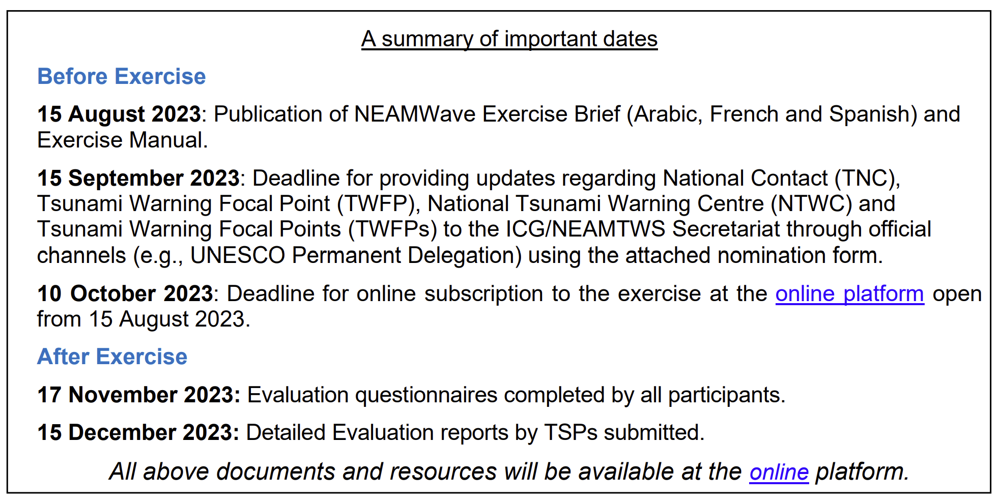 A summary of important dates
Before Exercise
15 August 2023: Publication of NEAMWave Exercise Brief (Arabic, French and Spanish) and
Exercise Manual.
15 September 2023: Deadline for providing updates regarding National Contact (TNC),
Tsunami Warning Focal Point (TWFP), National Tsunami Warning Centre (NTWC) and
Tsunami Warning Focal Points (TWFPs) to the ICG/NEAMTWS Secretariat through official
channels (e.g., UNESCO Permanent Delegation) using the attached nomination form.
10 October 2023: Deadline for online subscription to the exercise at the online platform open
from 15 August 2023.
After Exercise
17 November 2023: Evaluation questionnaires completed by all participants.
15 December 2023: Detailed Evaluation reports by TSPs submitted.
All above documents and resources will be available at the online platform.